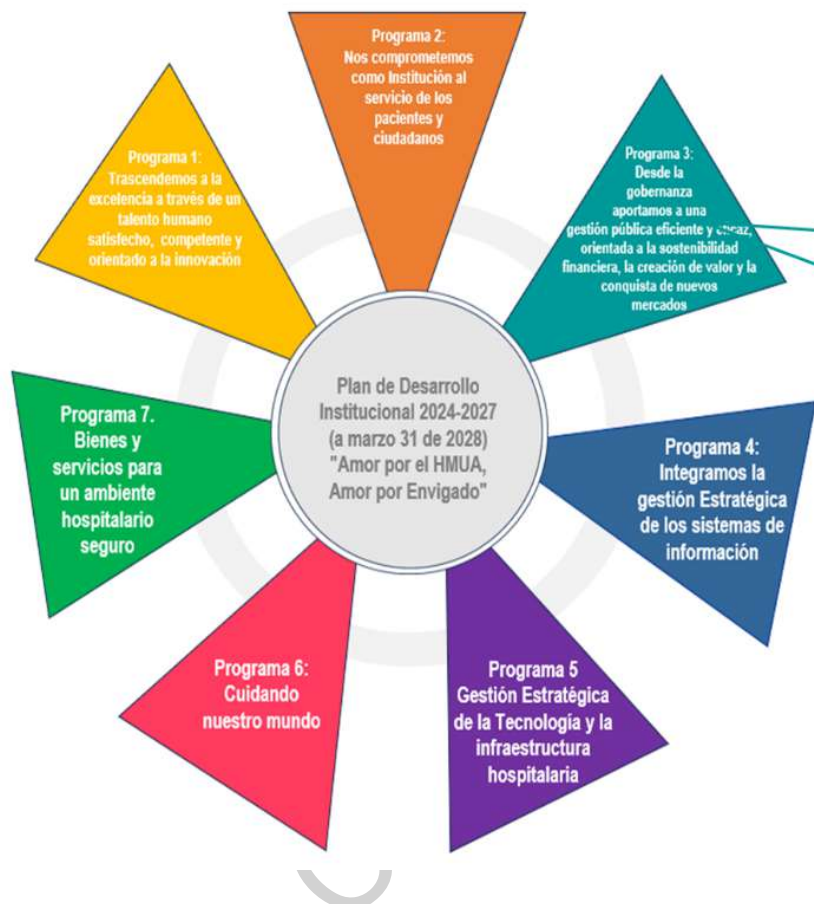 Programa 1:
Trascendemos a la
excelencia a través de un
talento humano
satisfecho, competente y
orientado a la innovación
Programa 2:
Nos comprometemos
como Institución al
servicio de los
pacientes y
ciudadanos
Programa 3:
Desde la
gobernanza
aportamos a una
gestión pública eficiente y eficaz,
orientada a la sostenibilidad
financiera, la creación de valor y la
conquista de nuevos
mercados
Plan de Desarrollo
Institucional 2024-2027
(a marzo 31 de 2028)
"Amor por el HMUA,
Amor por Envigado"
Programa 4:
Integramos la
gestión Estratégica
de los sistemas de
información
Programa 5
Gestión Estratégica
de la Tecnología y la
infraestructura
hospitalaria
Programa 6:
Cuidando
nuestro mundo
Programa 7.
Bienes y
servicios para
un ambiente
hospitalario
seguro